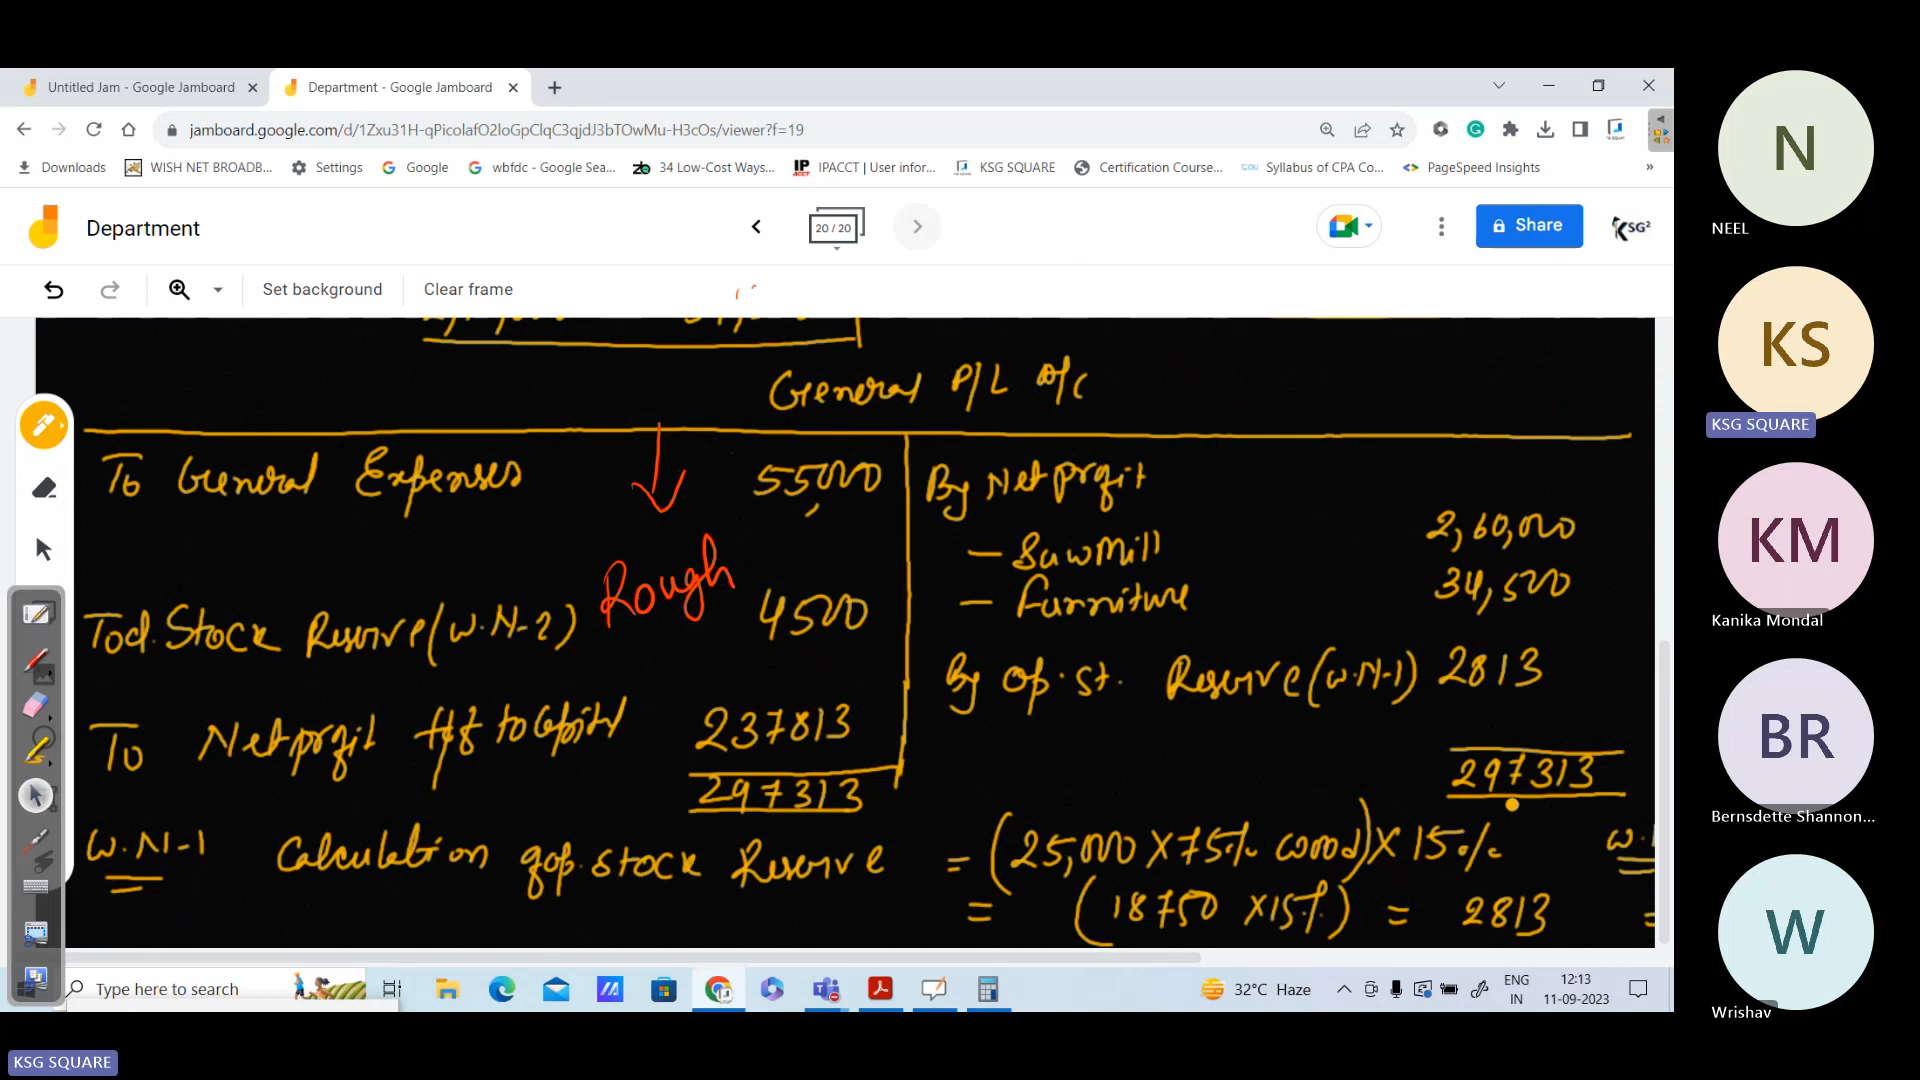 Untitled Jam - Google Jamboard
Department - Google Jamboard
jamboard.google.com/d/1Zxu31H-qPicolafO2loGpClqC3qjdJ3bTOwMu-H3cOs/viewer?f=19
Downloads WISH NET BROADB... Settings Google wbfdc - Google Sea... 34 Low-Cost Ways... IPACCT | User infor... KSG SQUARE Certification Course... Syllabus of CPA Co... PageSpeed Insights »
Department
20 / 20
Share
KSG²
Set background Clear frame
General P/L A/c
To General Expenses 55,000
By Net profit
- Saw Mill 2,60,000
- Furniture 34,500
Rough
To cl. Stock Reserve (W.N-2) 4500
By op. st. Reserve (W.N-1) 2813
To Net profit t/f to Capital 237813
297313
297313
W.N-1 Calculation of op. stock Reserve = (25,000 X 75% wood) X 15%
= (18750 X 15%) = 2813 =
Type here to search
32°C Haze
ENG
IN
12:13
11-09-2023
N
NEEL
KS
KSG SQUARE
KM
Kanika Mondal
BR
Bernsdette Shannon...
W
Wrishav
KSG SQUARE